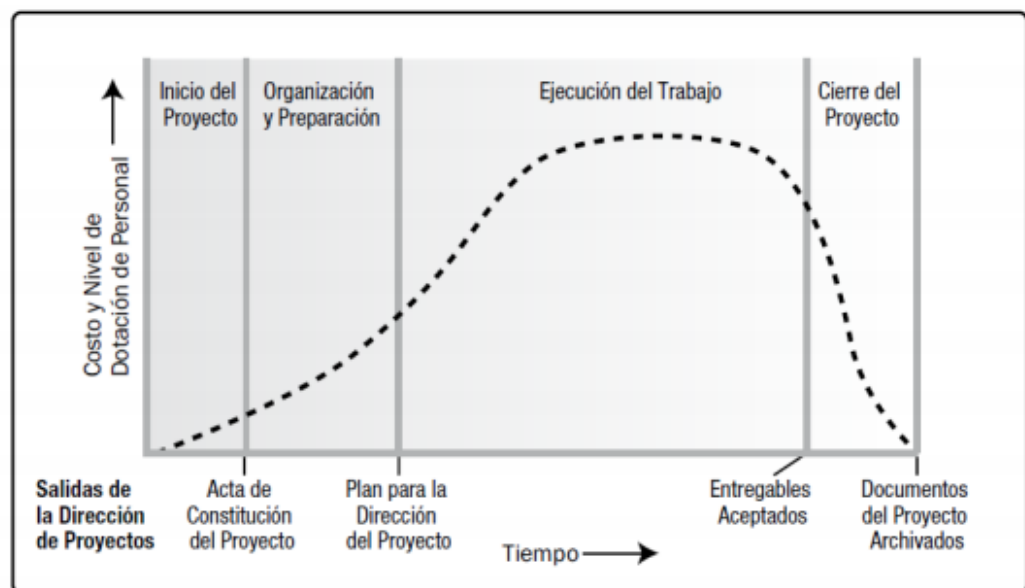 Inicio del
Proyecto
Organización
y Preparación
Ejecución del Trabajo
Cierre del
Proyecto
Costo y Nivel de
Dotación de Personal
Salidas de
la Dirección
de Proyectos
Acta de
Constitución
del Proyecto
Plan para la
Dirección
del Proyecto
Entregables
Aceptados
Documentos
del Proyecto
Archivados
Tiempo